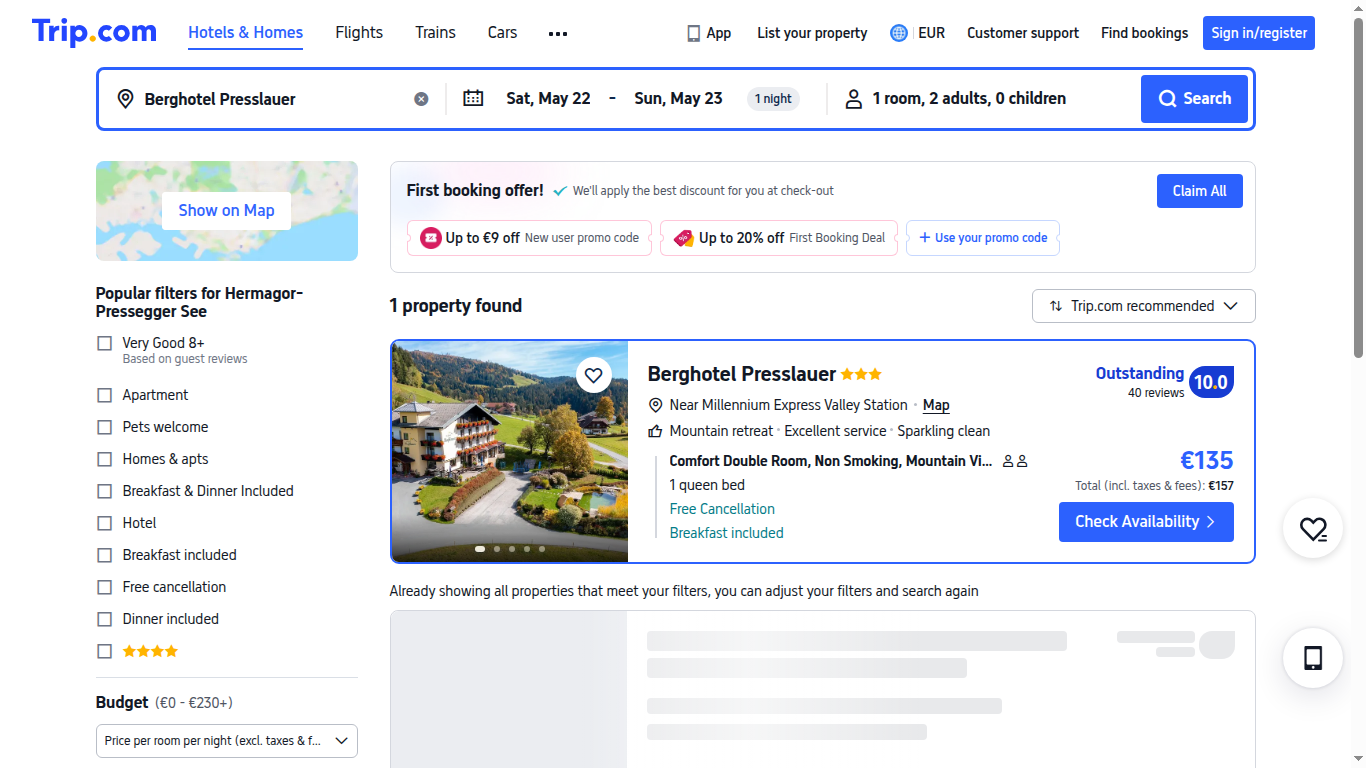 Trip.com
Hotels & Homes
Flights
Trains
Cars
App
List your property
EUR
Customer support
Find bookings
Sign in/register
Berghotel Presslauer
Sat, May 22 - Sun, May 23
1 night
1 room, 2 adults, 0 children
Search
Show on Map
Popular filters for Hermagor-
Pressegger See
Very Good 8+
Based on guest reviews
Apartment
Pets welcome
Homes & apts
Breakfast & Dinner Included
Hotel
Breakfast included
Free cancellation
Dinner included
Budget (€0 - €230+)
Price per room per night (excl. taxes & f...
First booking offer! We'll apply the best discount for you at check-out
Claim All
Up to €9 off New user promo code
Up to 20% off First Booking Deal
+ Use your promo code
1 property found
Trip.com recommended
Berghotel Presslauer
Near Millennium Express Valley Station · Map
Mountain retreat · Excellent service · Sparkling clean
Comfort Double Room, Non Smoking, Mountain Vi...
1 queen bed
Free Cancellation
Breakfast included
Outstanding
40 reviews
10.0
€135
Total (incl. taxes & fees): €157
Check Availability
Already showing all properties that meet your filters, you can adjust your filters and search again